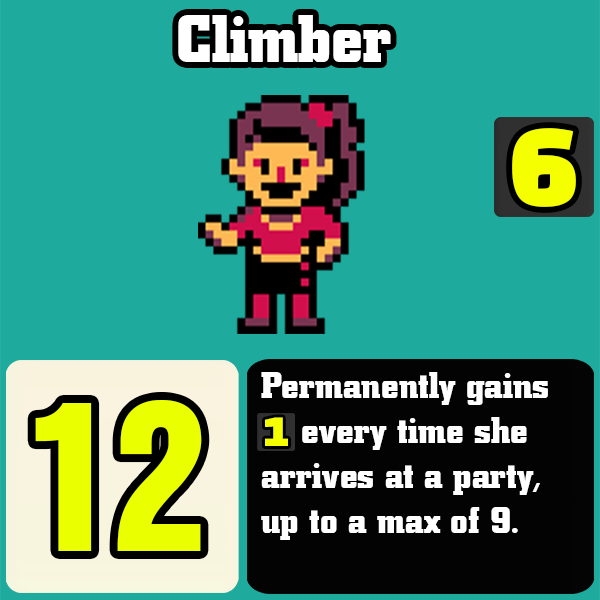 Climber
6
12
Permanently gains
1 every time she
arrives at a party,
up to a max of 9.